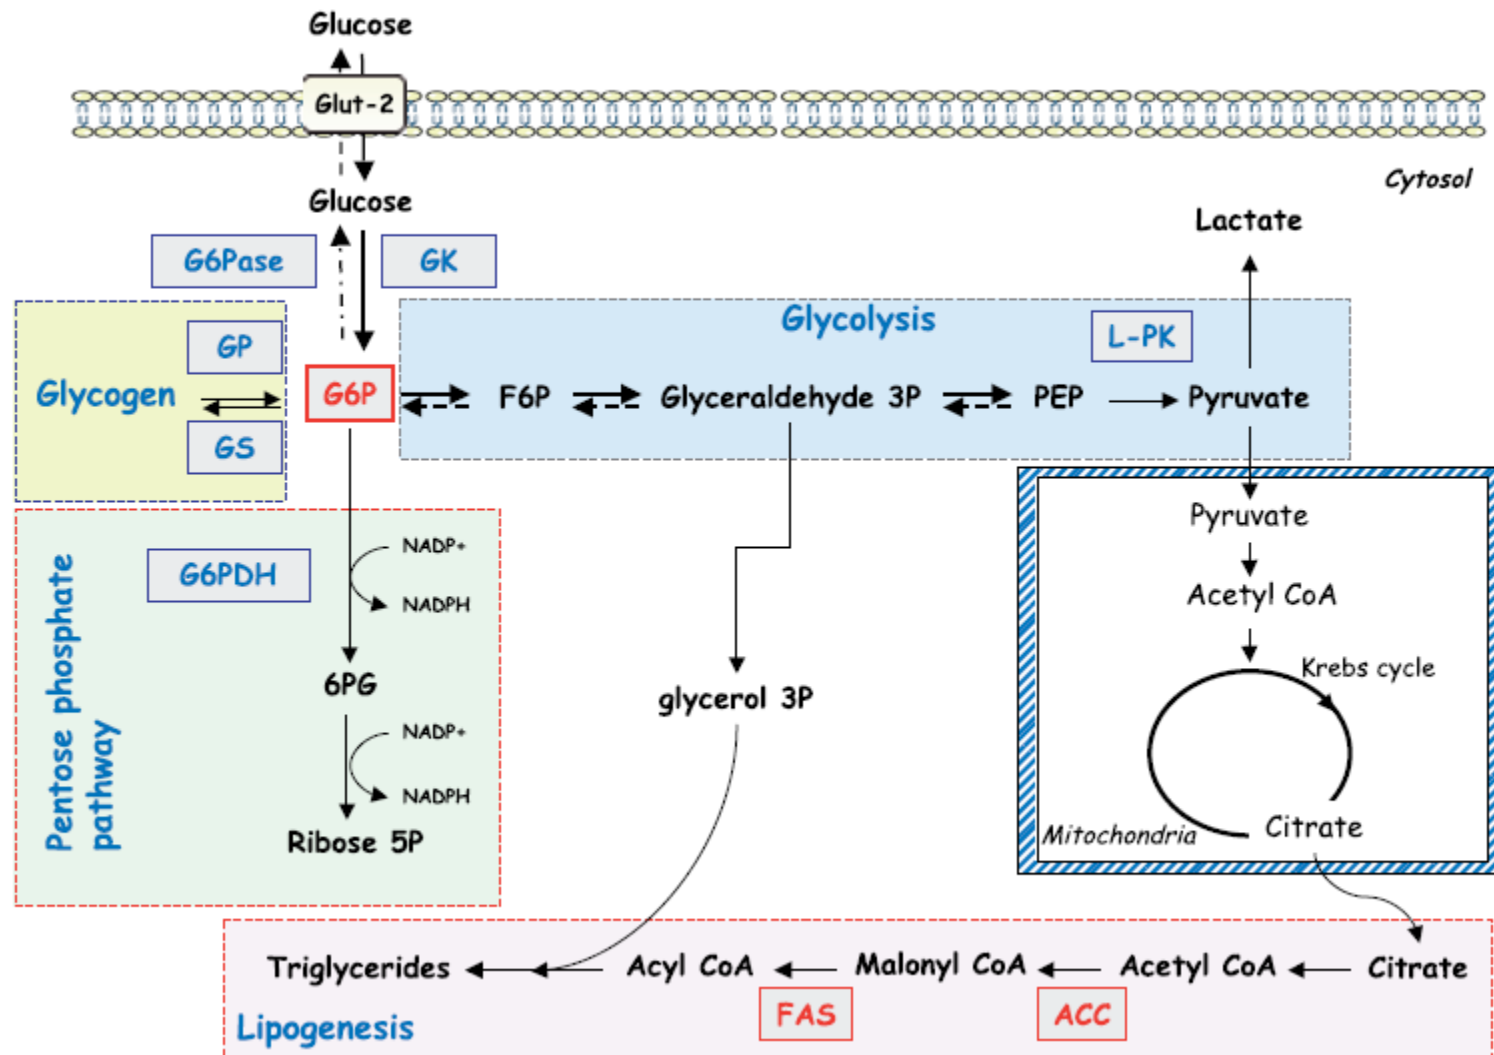 Glucose
Glut-2
Cytosol
Glucose
Lactate
G6Pase
GK
Glycolysis
GP
L-PK
Glycogen
G6P
F6P
Glyceraldehyde 3P
PEP
Pyruvate
GS
Pentose phosphate
pathway
G6PDH
NADP+
NADPH
6PG
NADP+
NADPH
Ribose 5P
glycerol 3P
Pyruvate
Acetyl CoA
Krebs cycle
Citrate
Mitochondria
Triglycerides
Acyl CoA
Malonyl CoA
Acetyl CoA
Citrate
FAS
ACC
Lipogenesis